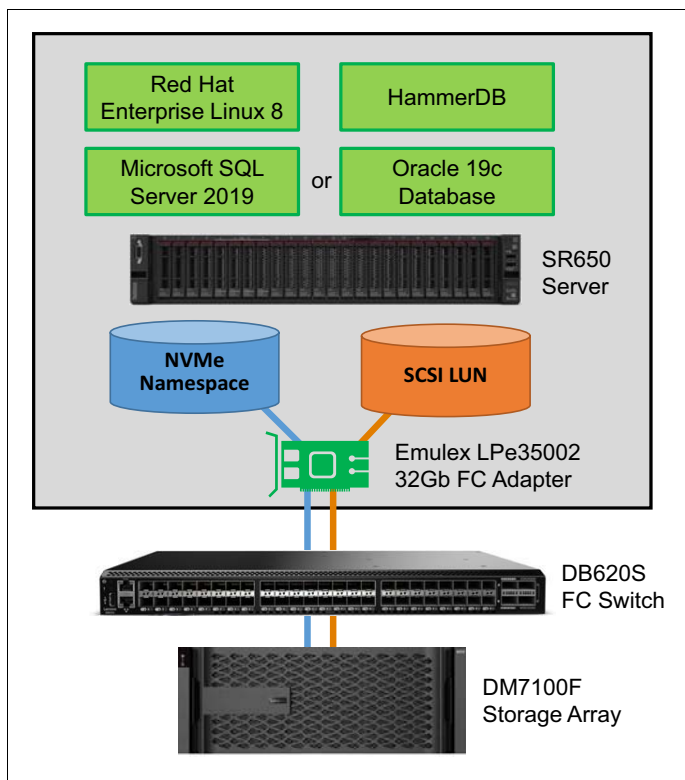 Red Hat
Enterprise Linux 8
HammerDB
Microsoft SQL
Server 2019
or
Oracle 19c
Database
SR650
Server
NVMe
Namespace
SCSI LUN
Emulex LPe35002
32Gb FC Adapter
DB620S
FC Switch
DM7100F
Storage Array